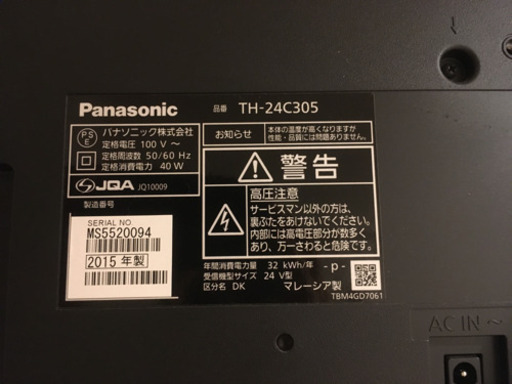 Panasonic 品番 TH-24C305
PS
E
パナソニック株式会社
定格電圧 100 V ～
定格周波数 50/60 Hz
定格消費電力 40 W
JQA JQ10009
製造番号
SERIAL NO
MS5520094
2015 年製
お知らせ
本体の温度が高くなりますが
性能・品質には問題ありません
警告
高圧注意
サービスマン以外の方は、
裏ぶたをあけないでください。
内部には高電圧部分が数多く
あり、万一さわると危険です。
年間消費電力量 32 kWh/年
受信機型サイズ 24 V型
区分名 DK
- p -
マレーシア製
TBM4GD7061
AC IN ～